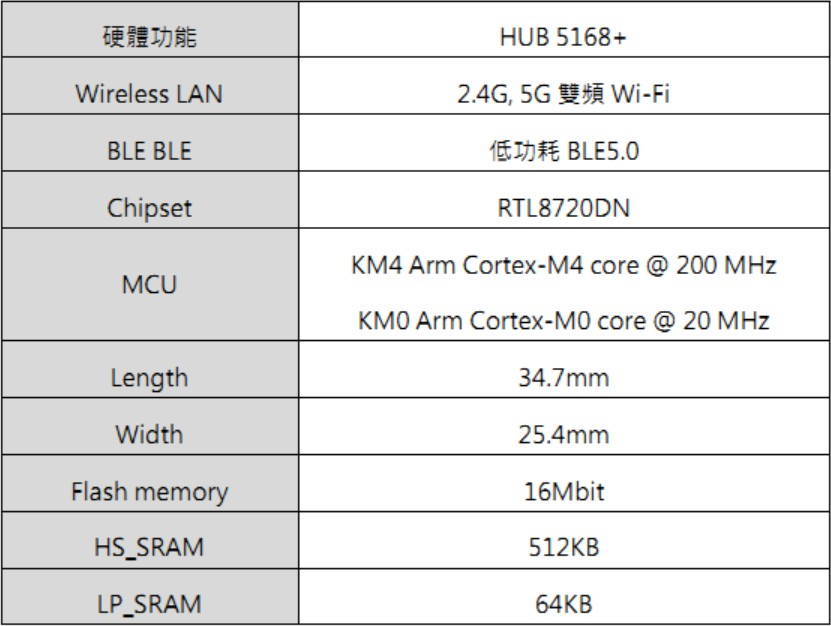 硬體功能
HUB 5168+
Wireless LAN
2.4G, 5G 雙頻 Wi-Fi
BLE BLE
低功耗 BLE5.0
Chipset
RTL8720DN
MCU
KM4 Arm Cortex-M4 core @ 200 MHz
KM0 Arm Cortex-M0 core @ 20 MHz
Length
34.7mm
Width
25.4mm
Flash memory
16Mbit
HS_SRAM
512KB
LP_SRAM
64KB